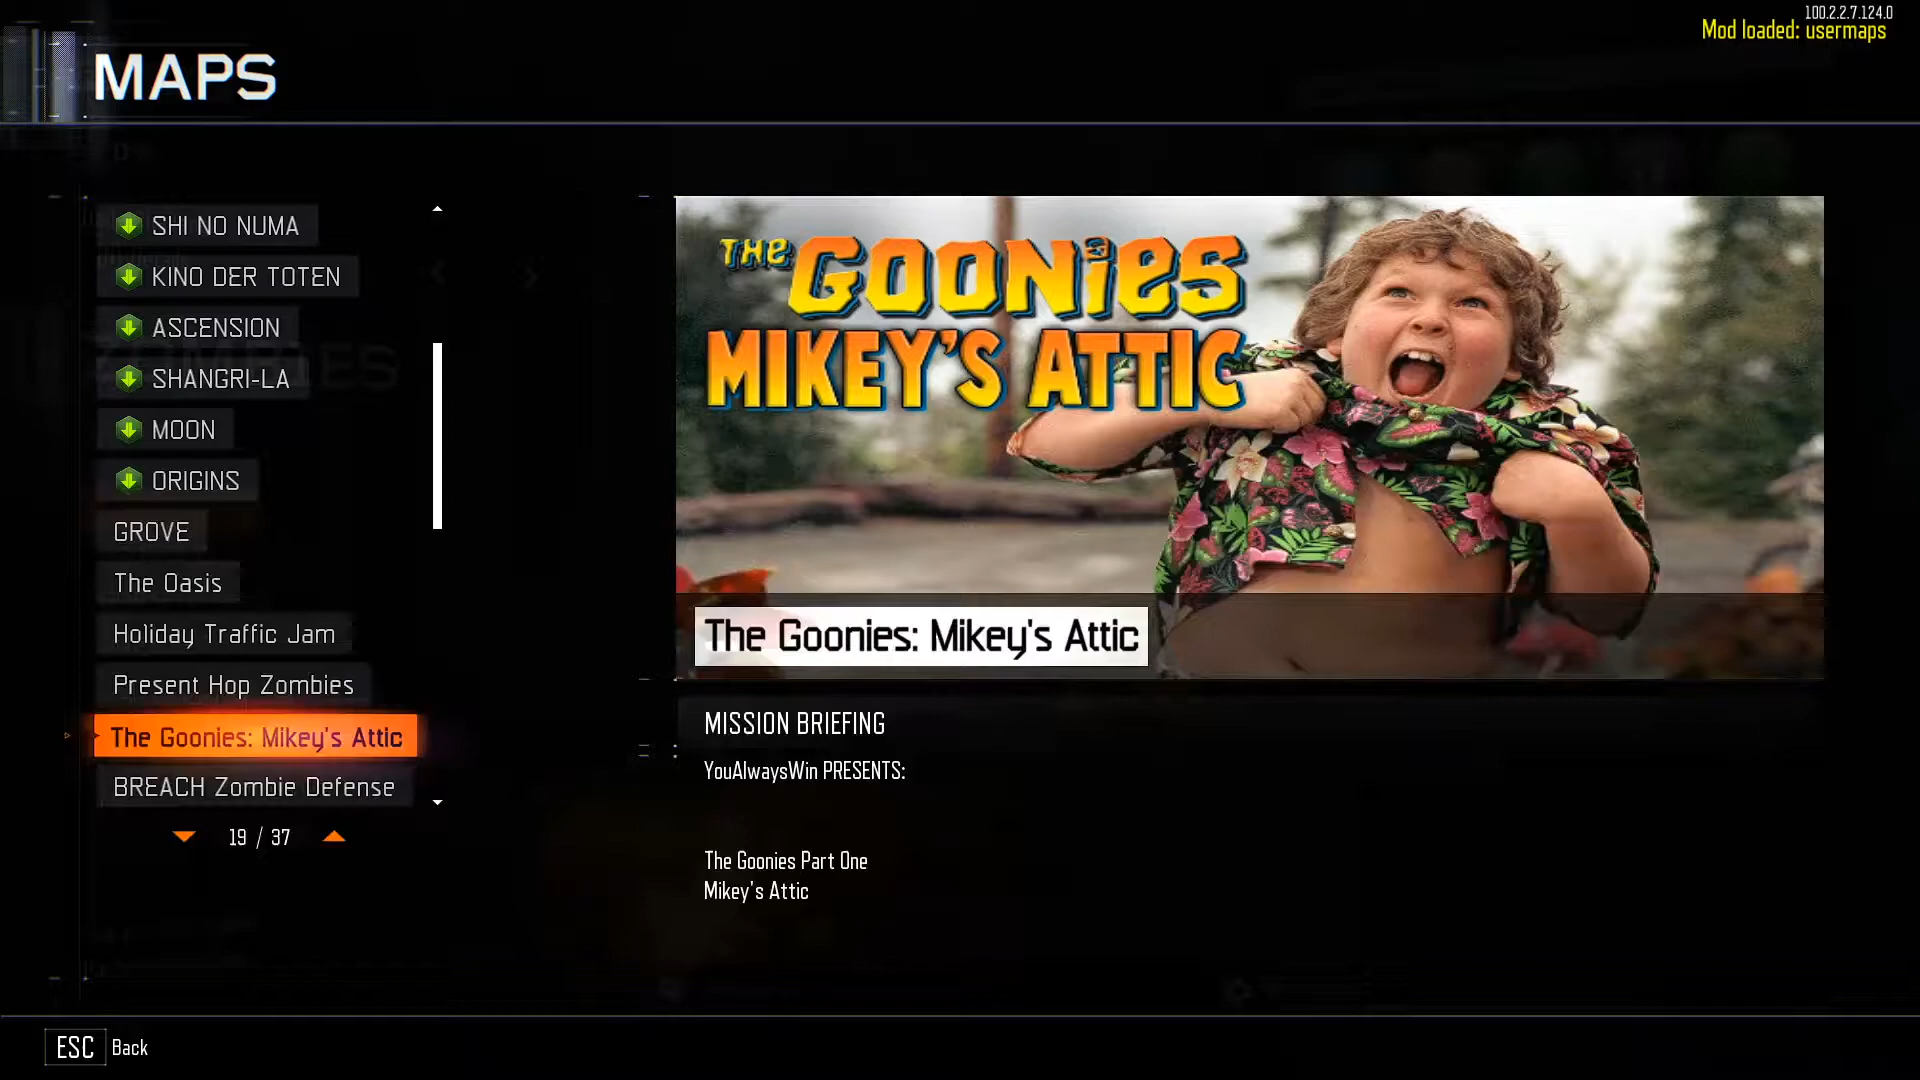 100.2.2.7.124.0
Mod loaded: usermaps
MAPS
SHI NO NUMA
KINO DER TOTEN
ASCENSION
SHANGRI-LA
MOON
ORIGINS
GROVE
The Oasis
Holiday Traffic Jam
Present Hop Zombies
The Goonies: Mikey's Attic
BREACH Zombie Defense
19 / 37
THE GOONIES
MIKEY'S ATTIC
The Goonies: Mikey's Attic
MISSION BRIEFING
YouAlwaysWin PRESENTS:
The Goonies Part One
Mikey's Attic
ESC Back